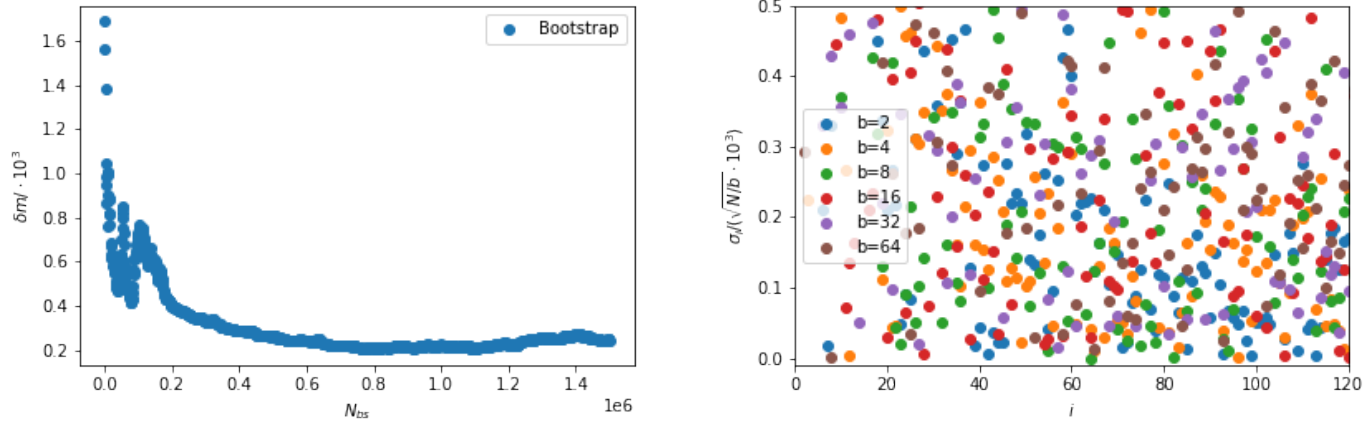 Bootstrap
1.6
1.4
1.2
1.0
0.8
0.6
0.4
0.2
δm/ · 10³
0.0 0.2 0.4 0.6 0.8 1.0 1.2 1.4
1e6
N_bs
0.5
0.4
0.3
0.2
0.1
0.0
σᵢ/(√N/b · 10³)
b=2
b=4
b=8
b=16
b=32
b=64
0 20 40 60 80 100 120
i